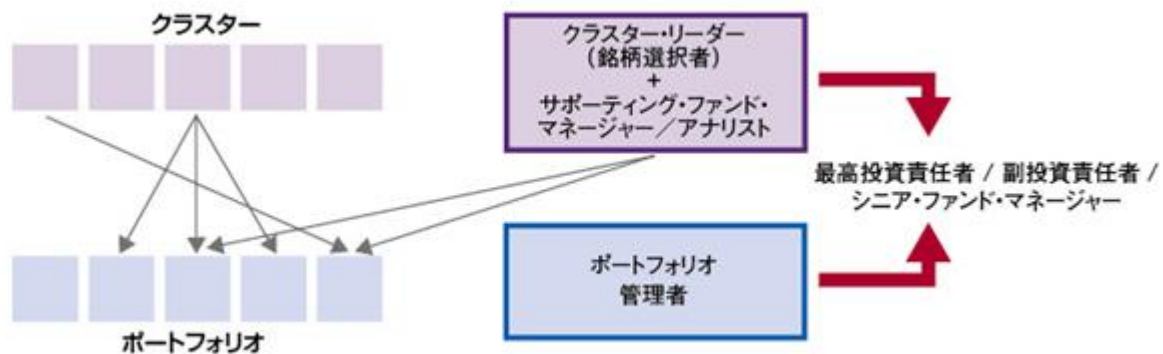 クラスター
クラスター・リーダー
（銘柄選択者）
+
サポーティング・ファンド・
マネージャー／アナリスト
最高投資責任者 / 副投資責任者 /
シニア・ファンド・マネージャー
ポートフォリオ
管理者
ポートフォリオ